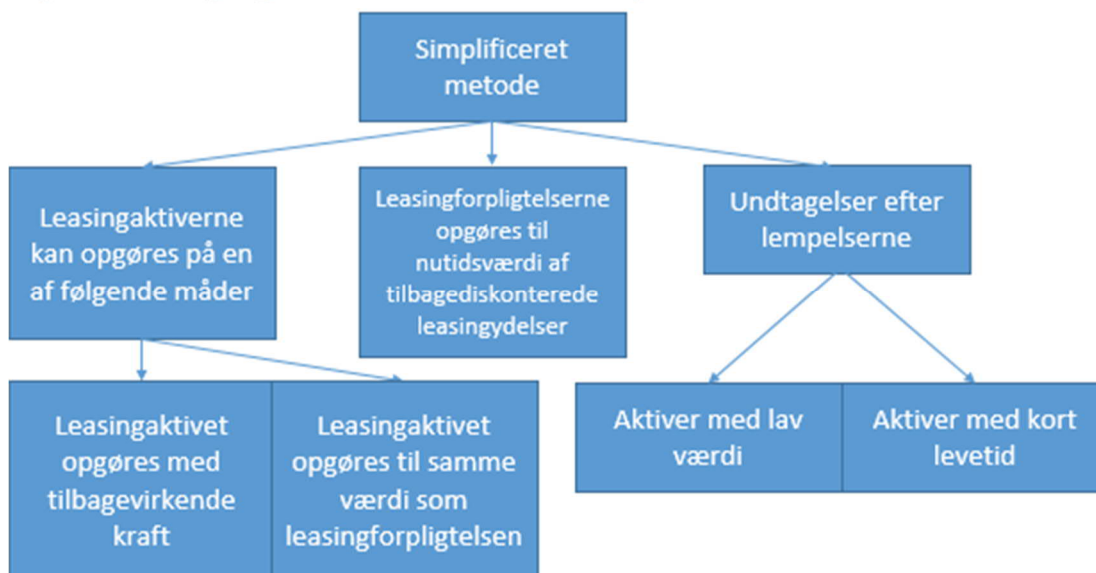 Simplificeret
metode
Leasingaktiverne
kan opgøres på en
af følgende måder
Leasingforpligtelserne
opgøres til
nutidsværdi af
tilbagediskonterede
leasingydelser
Undtagelser efter
lempelserne
Leasingaktivet
opgøres med
tilbagevirkende
kraft
Leasingaktivet
opgøres til samme
værdi som
leasingforpligtelsen
Aktiver med lav
værdi
Aktiver med kort
levetid